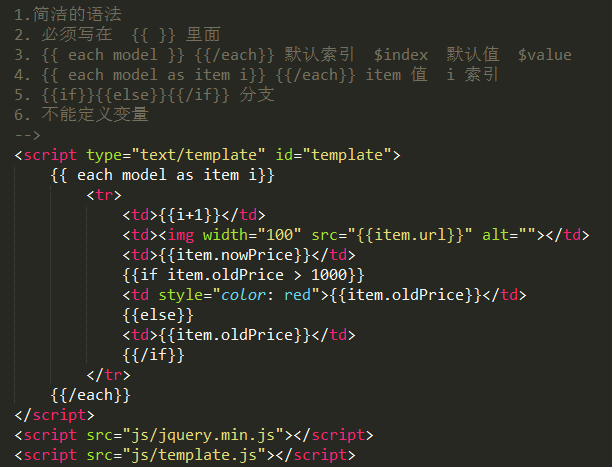 1.简洁的语法
2. 必须写在  {{ }} 里面
3. {{ each model }} {{/each}} 默认索引  $index  默认值  $value
4. {{ each model as item i}} {{/each}} item 值  i 索引
5. {{if}}{{else}}{{/if}} 分支
6. 不能定义变量
-->
<script type="text/template" id="template">
    {{ each model as item i}}
        <tr>
            <td>{{i+1}}</td>
            <td><img width="100" src="{{item.url}}" alt=""></td>
            <td>{{item.nowPrice}}</td>
            {{if item.oldPrice > 1000}}
            <td style="color: red">{{item.oldPrice}}</td>
            {{else}}
            <td>{{item.oldPrice}}</td>
            {{/if}}
        </tr>
    {{/each}}
</script>
<script src="js/jquery.min.js"></script>
<script src="js/template.js"></script>